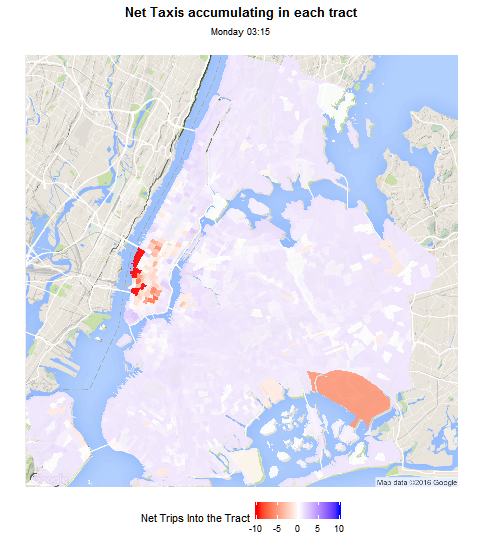 Net Taxis accumulating in each tract
Monday 03:15
Map data ©2016 Google
Net Trips Into the Tract
-10 -5 0 5 10